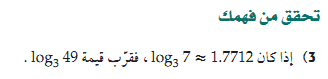 تحقق من فهمك
3) إذا كان log₃ 7 ≈ 1.7712 ، فقرّب قيمة log₃ 49 .